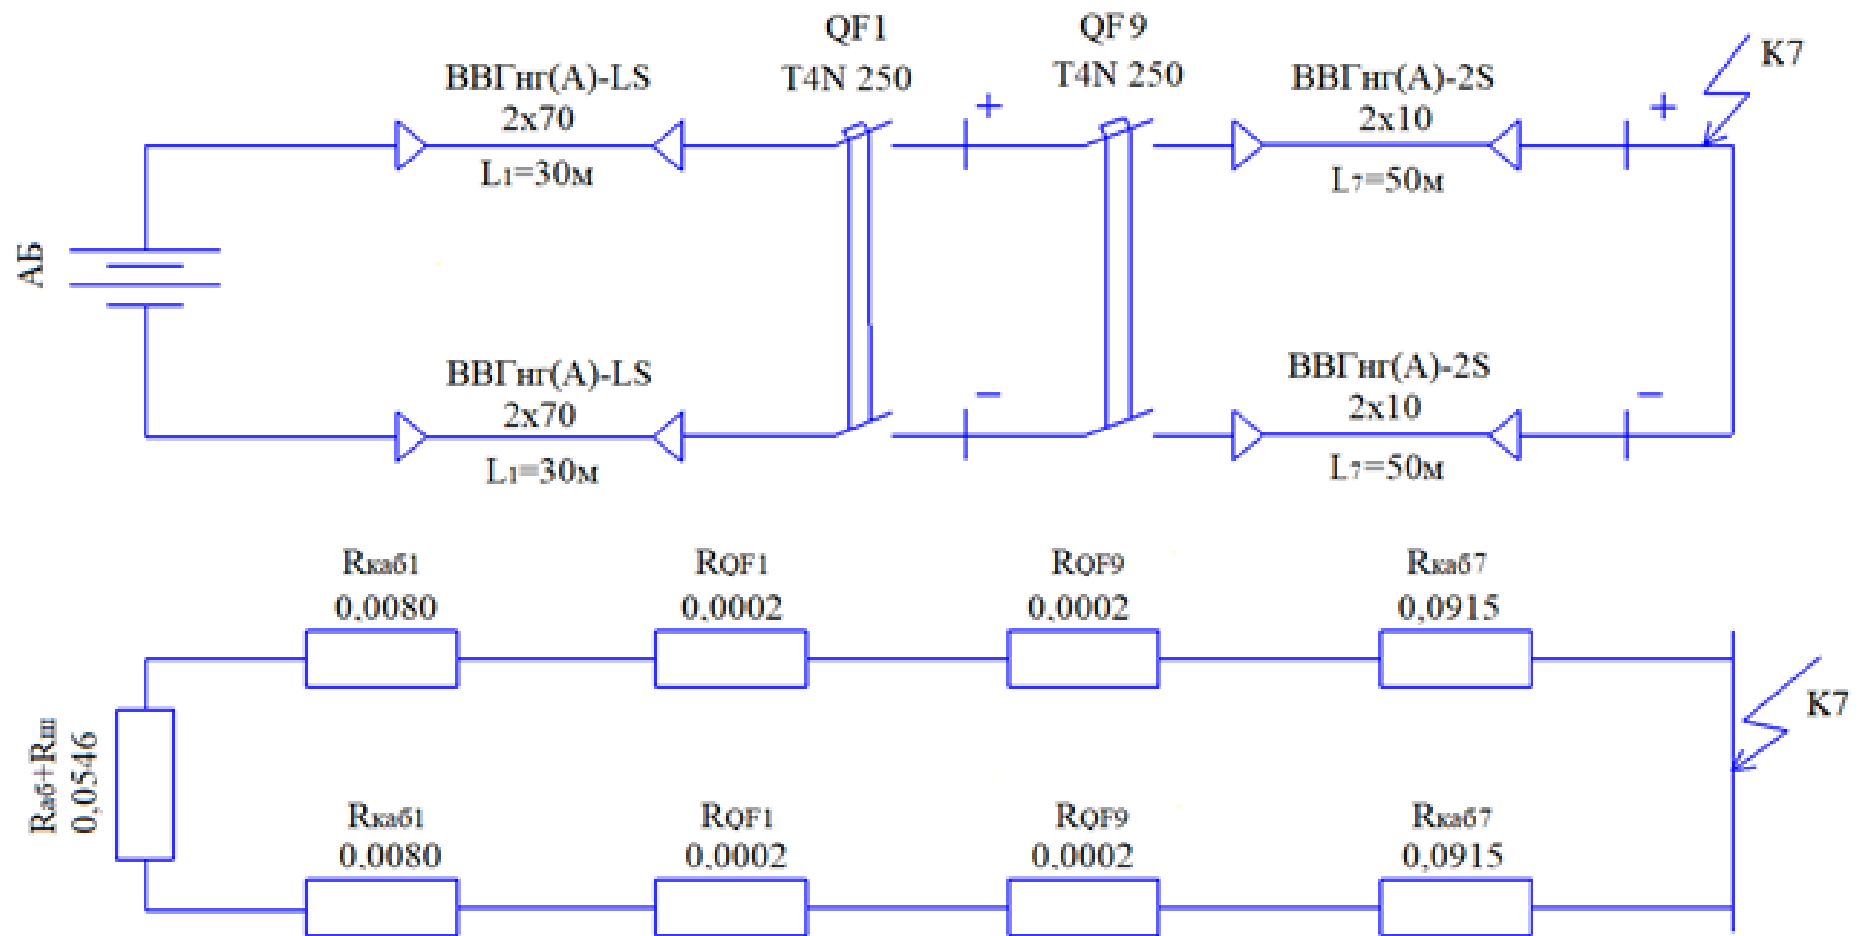 QF1
T4N 250
QF9
T4N 250
K7
ВВГнг(А)-LS
2x70
L1=30м
+
ВВГнг(А)-2S
2x10
L7=50м
+
АБ
ВВГнг(А)-LS
2x70
L1=30м
−
ВВГнг(А)-2S
2x10
L7=50м
−
Rкаб1
0,0080
RQF1
0,0002
RQF9
0,0002
Rкаб7
0,0915
Rаб+Rш
0,0546
K7
Rкаб1
0,0080
RQF1
0,0002
RQF9
0,0002
Rкаб7
0,0915